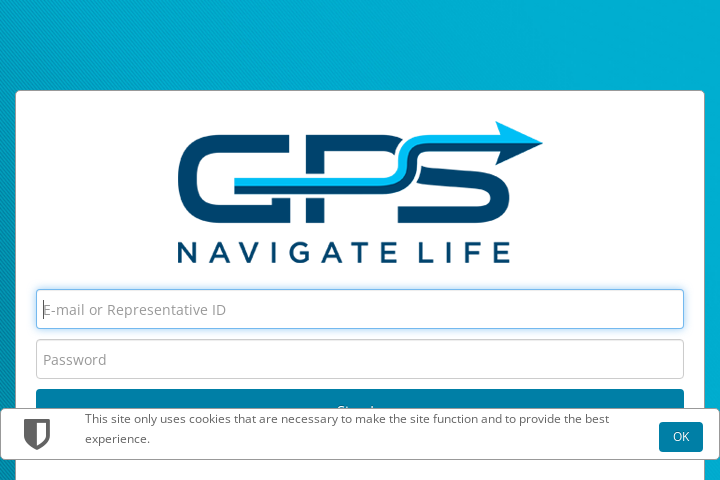 GPS
NAVIGATE LIFE
E-mail or Representative ID
Password
This site only uses cookies that are necessary to make the site function and to provide the best
experience.
OK